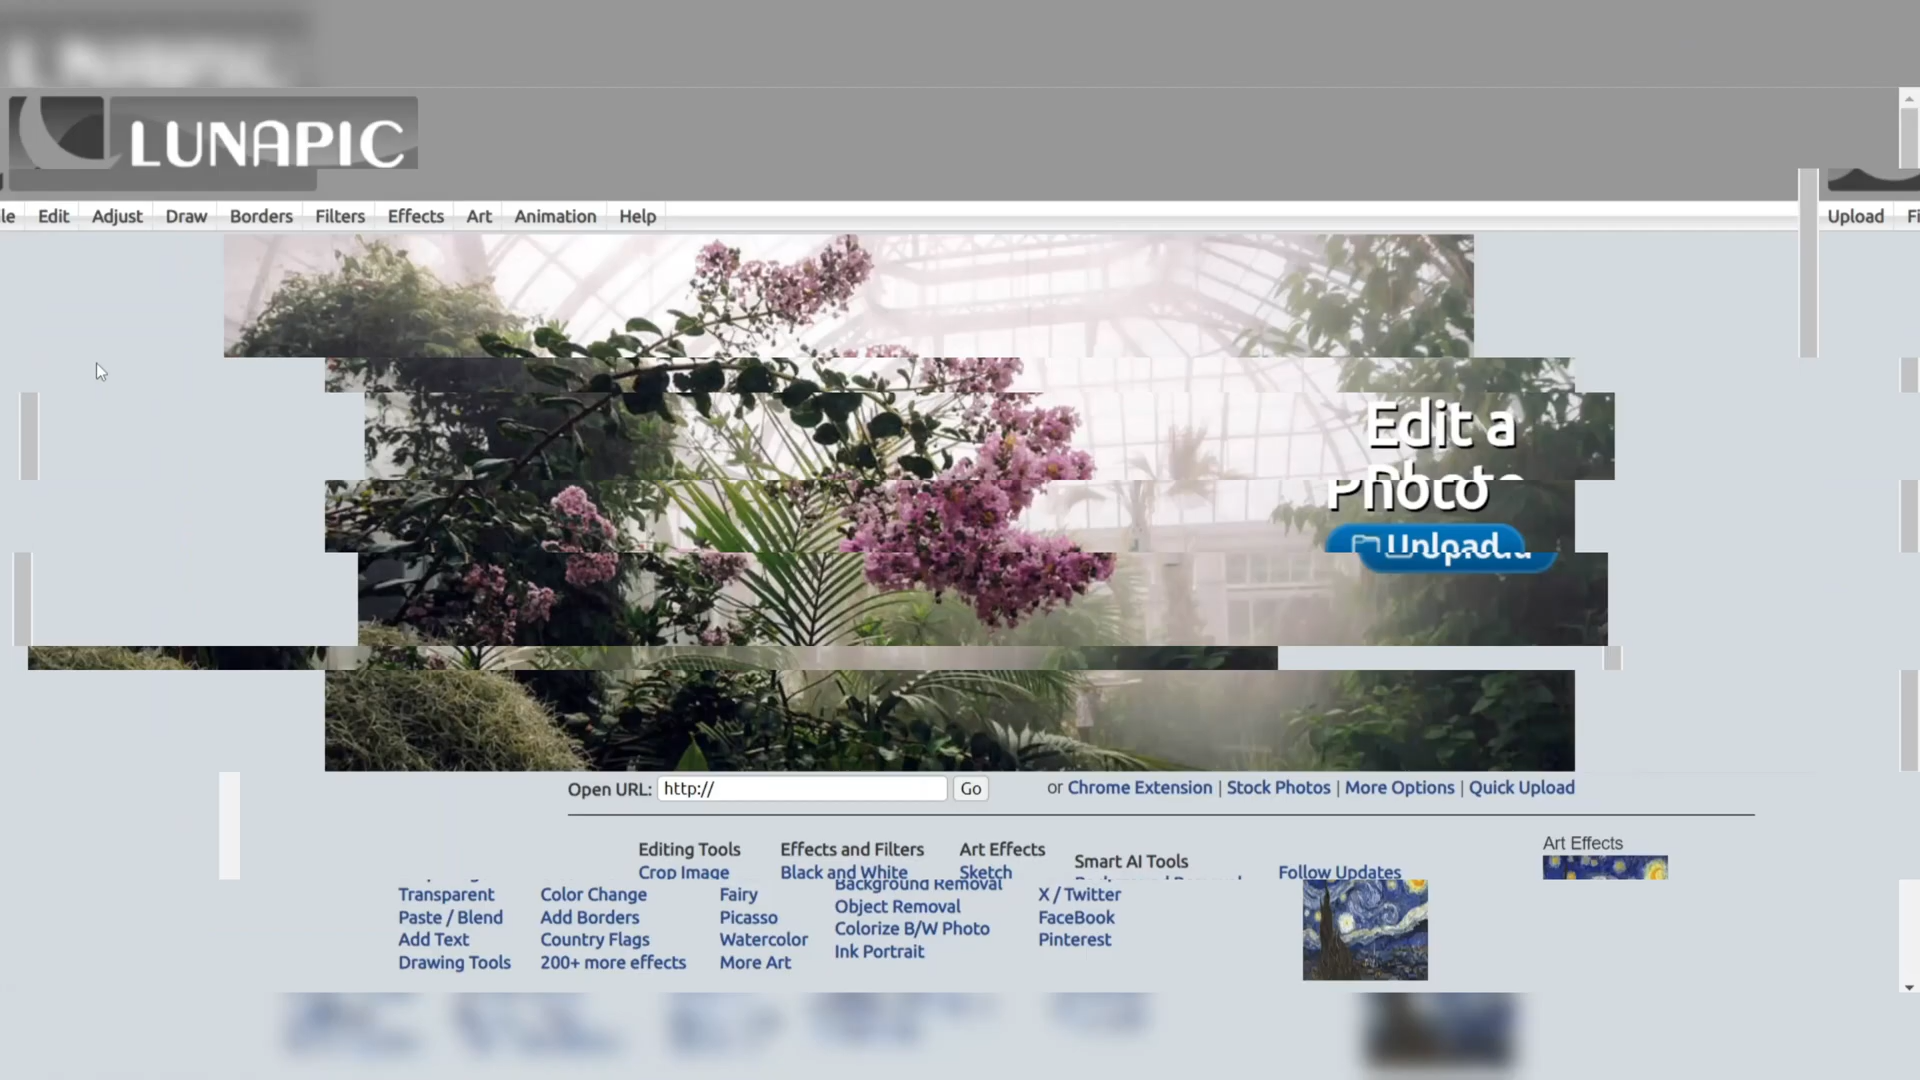 LUNAPIC
le Edit Adjust Draw Borders Filters Effects Art Animation Help Upload Fi
Edit a
Photo
Upload
Open URL: http:// Go or Chrome Extension | Stock Photos | More Options | Quick Upload
Editing Tools Effects and Filters Art Effects Smart AI Tools Art Effects
Crop Image Black and White Sketch Follow Updates
Background Removal
Transparent Color Change Fairy X / Twitter
Object Removal
Paste / Blend Add Borders Picasso FaceBook
Colorize B/W Photo
Add Text Country Flags Watercolor Pinterest
Ink Portrait
Drawing Tools 200+ more effects More Art